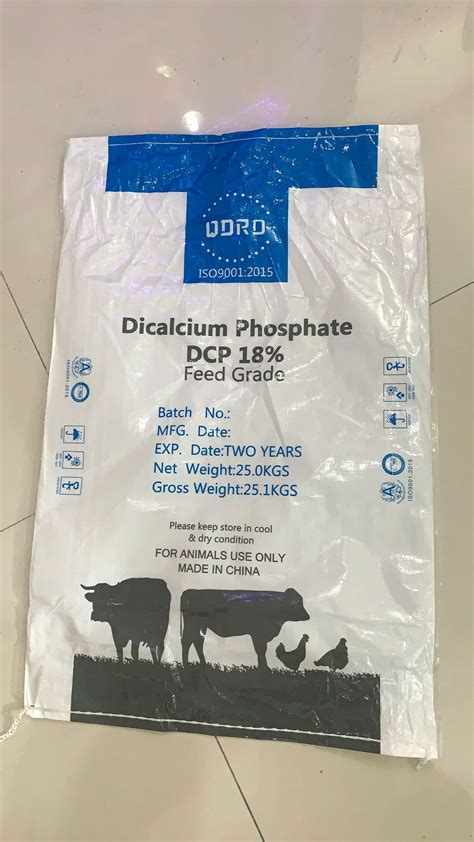 QDRD
ISO9001:2015
Dicalcium Phosphate
DCP 18%
Feed Grade
Batch No.:
MFG. Date:
EXP. Date:TWO YEARS
Net Weight:25.0KGS
Gross Weight:25.1KGS
Please keep store in cool
& dry condition
FOR ANIMALS USE ONLY
MADE IN CHINA
ISO9001:2015
ISO9001:2015